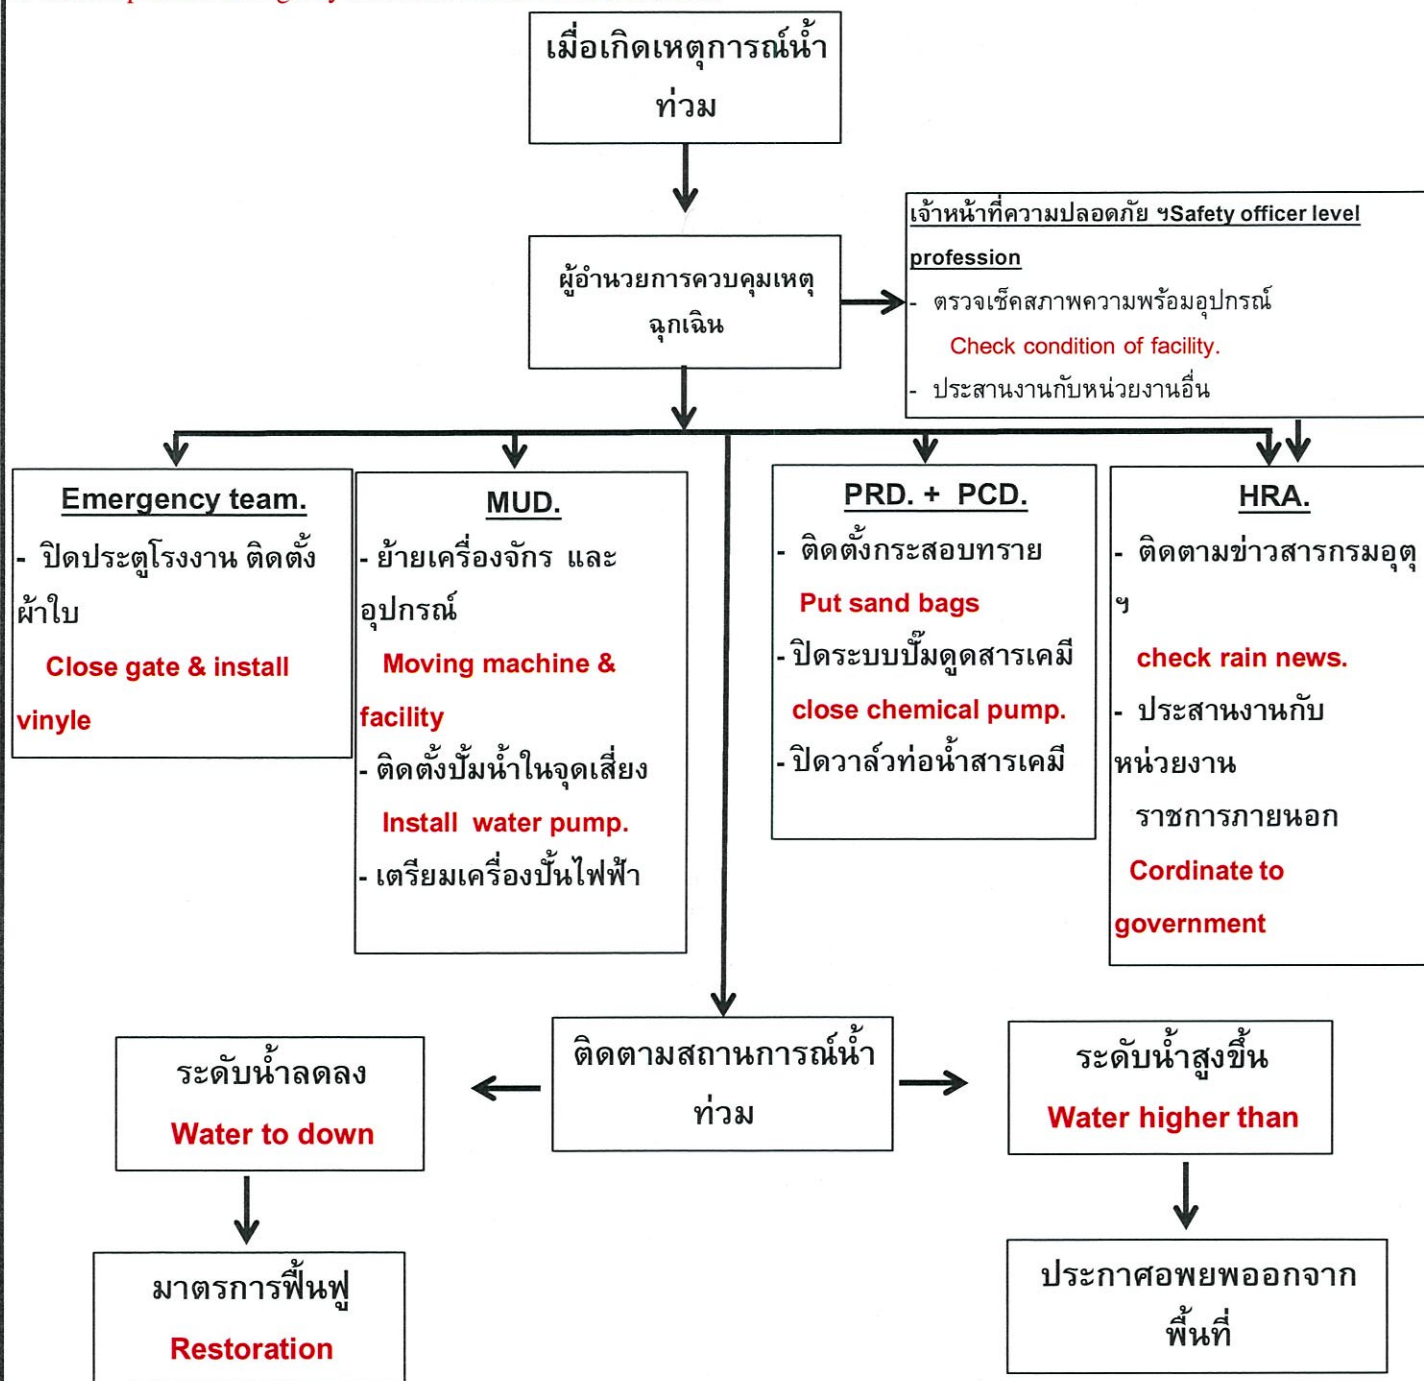 เมื่อเกิดเหตุการณ์น้ำ
ท่วม
ผู้อำนวยการควบคุมเหตุ
ฉุกเฉิน
เจ้าหน้าที่ความปลอดภัย ฯSafety officer level
profession
- ตรวจเช็คสภาพความพร้อมอุปกรณ์
Check condition of facility.
- ประสานงานกับหน่วยงานอื่น
Emergency team.
- ปิดประตูโรงงาน ติดตั้ง
ผ้าใบ
Close gate & install
vinyle
MUD.
- ย้ายเครื่องจักร และ
อุปกรณ์
Moving machine &
facility
- ติดตั้งปั้มน้ำในจุดเสี่ยง
Install water pump.
- เตรียมเครื่องปั้นไฟฟ้า
PRD. + PCD.
- ติดตั้งกระสอบทราย
Put sand bags
- ปิดระบบปั๊มดูดสารเคมี
close chemical pump.
- ปิดวาล์วท่อน้ำสารเคมี
HRA.
- ติดตามข่าวสารกรมอุตุ
ฯ
check rain news.
- ประสานงานกับ
หน่วยงาน
ราชการภายนอก
Cordinate to
government
ติดตามสถานการณ์น้ำ
ท่วม
ระดับน้ำลดลง
Water to down
ระดับน้ำสูงขึ้น
Water higher than
มาตรการฟื้นฟู
Restoration
ประกาศอพยพออกจาก
พื้นที่